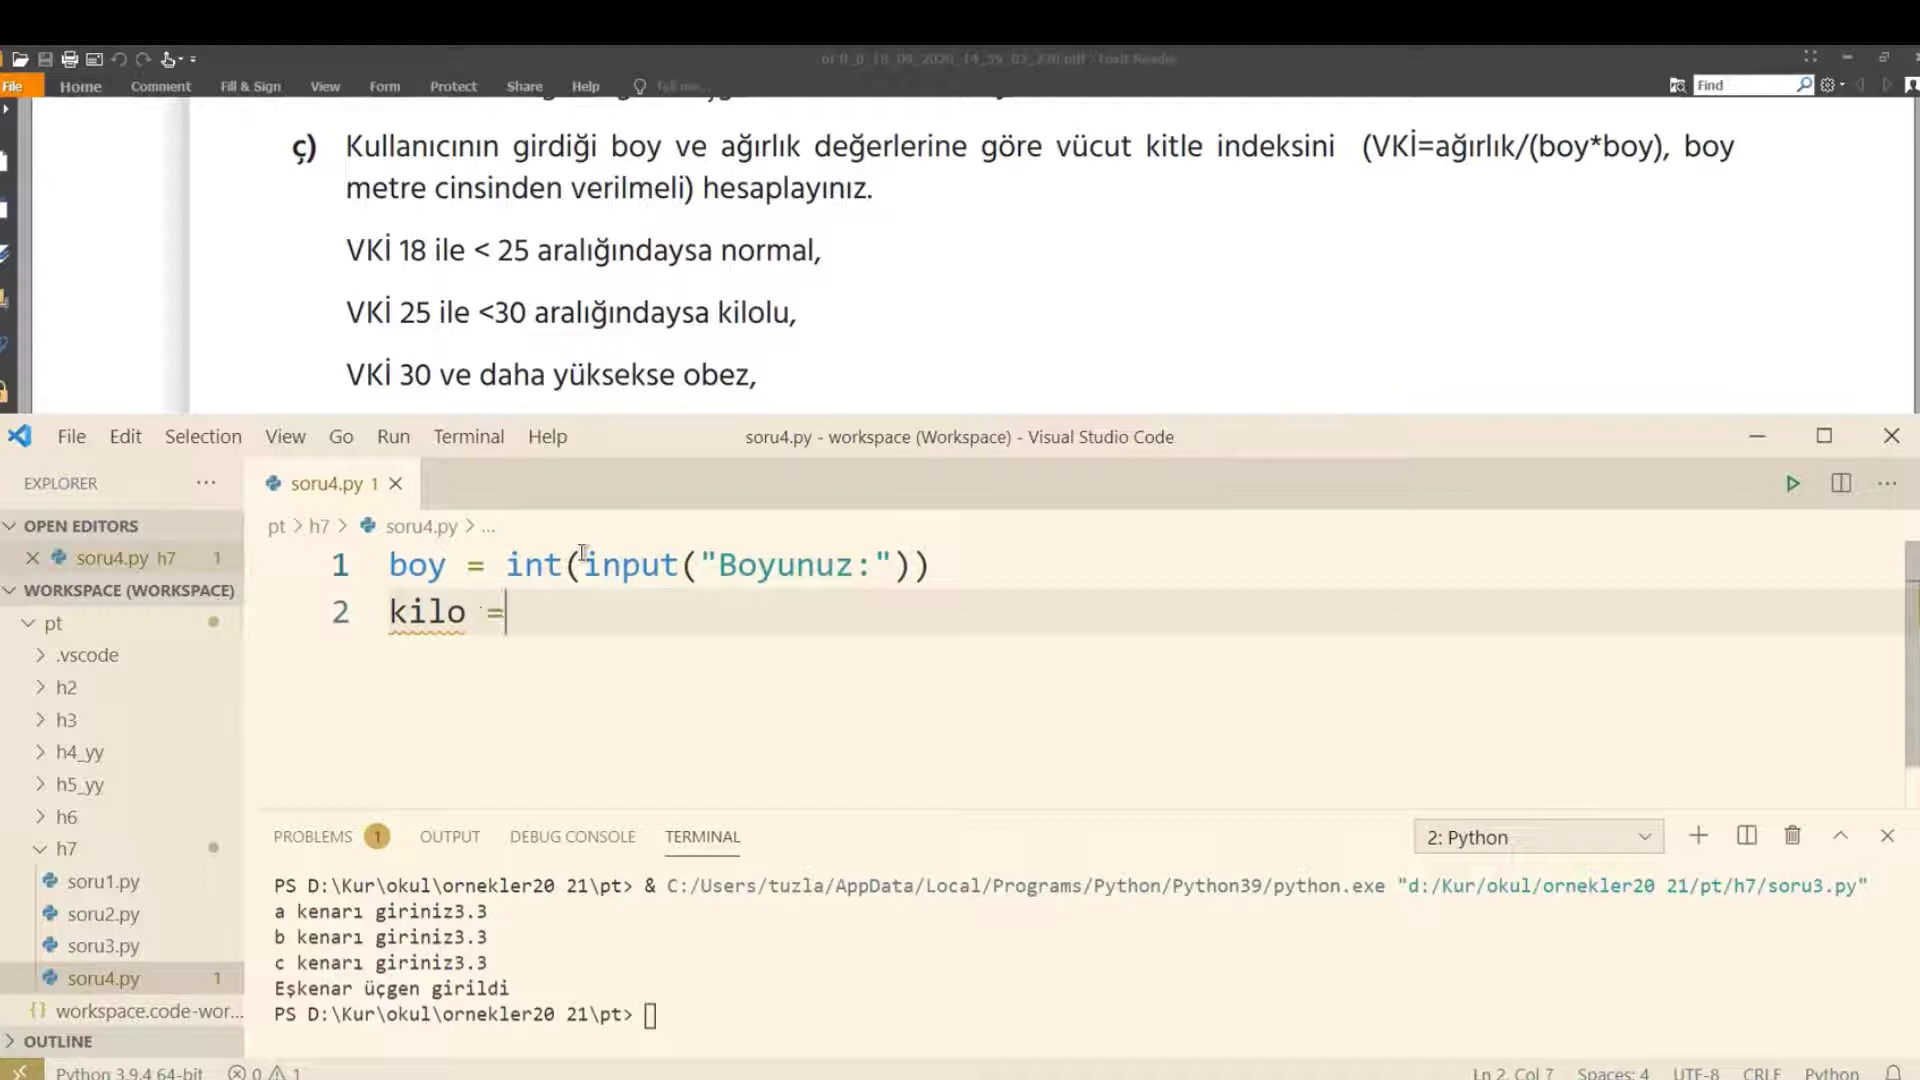 File Home Comment Fill & Sign View Form Protect Share Help Find
ç) Kullanıcının girdiği boy ve ağırlık değerlerine göre vücut kitle indeksini (VKİ=ağırlık/(boy*boy), boy
metre cinsinden verilmeli) hesaplayınız.
VKİ 18 ile < 25 aralığındaysa normal,
VKİ 25 ile <30 aralığındaysa kilolu,
VKİ 30 ve daha yüksekse obez,
File Edit Selection View Go Run Terminal Help soru4.py - workspace (Workspace) - Visual Studio Code
EXPLORER ... soru4.py 1
OPEN EDITORS
soru4.py h7 1
WORKSPACE (WORKSPACE)
pt
.vscode
h2
h3
h4_yy
h5_yy
h6
h7
soru1.py
soru2.py
soru3.py
soru4.py 1
workspace.code-wor...
OUTLINE
pt > h7 > soru4.py > ...
1 boy = int(input("Boyunuz:"))
2 kilo =
PROBLEMS 1 OUTPUT DEBUG CONSOLE TERMINAL 2: Python
PS D:\Kur\okul\ornekler20 21\pt> & C:/Users/tuzla/AppData/Local/Programs/Python/Python39/python.exe "d:/Kur/okul/ornekler20 21/pt/h7/soru3.py"
a kenarı giriniz3.3
b kenarı giriniz3.3
c kenarı giriniz3.3
Eşkenar üçgen girildi
PS D:\Kur\okul\ornekler20 21\pt>
Python 3.9.4 64-bit 0 1 Ln 2, Col 7 Spaces: 4 UTF-8 CRLF Python